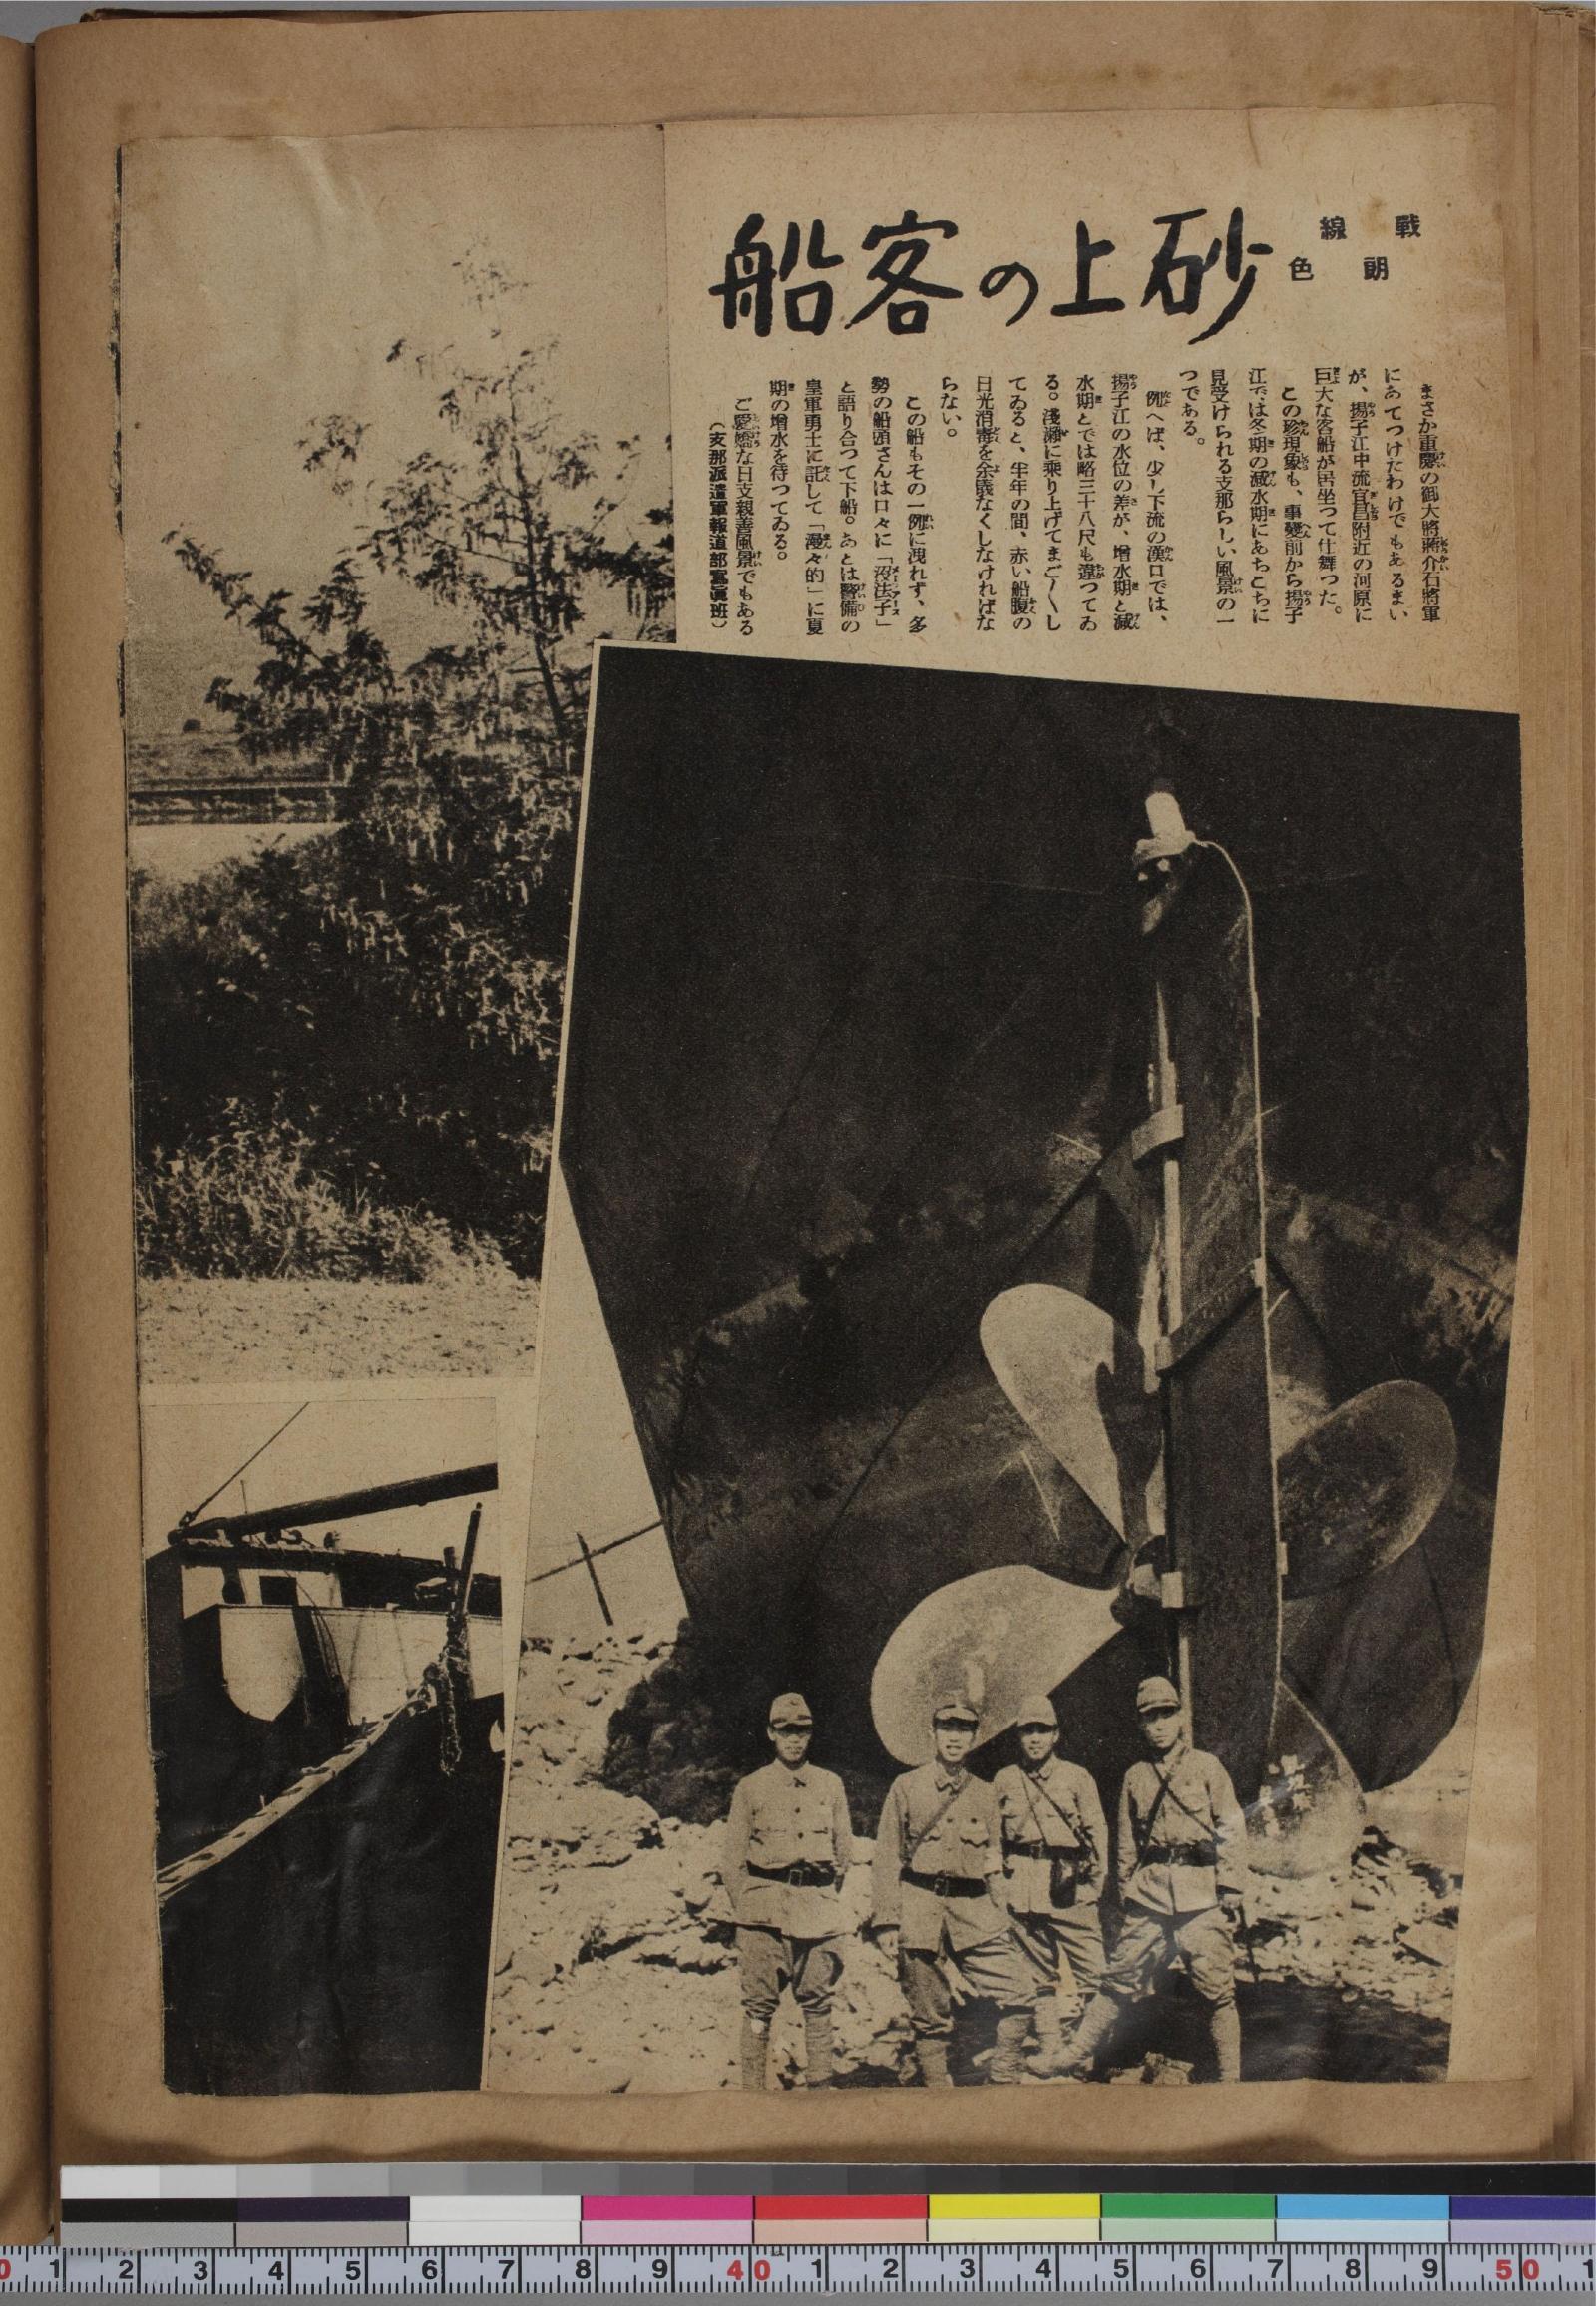 戰線
朗色
砂上の客船
まさか重慶の御大將蔣介石將軍
にあてつけたわけでもあるまい
が、揚子江中流宜昌附近の河原に
巨大な客船が居坐つて仕舞つた。
この珍現象も、事變前から揚子
江では冬期の減水期にあちこちに
見受けられる支那らしい風景の一
つである。
例へば、少し下流の漢口では、
揚子江の水位の差が、增水期と減
水期とでは略三十八尺も違つてゐ
る。淺瀨に乘り上げてまご〱し
てゐると、半年の間、赤い船腹の
日光消毒を余儀なくしなければな
らない。
この船もその一例に洩れず、多
勢の船頭さんは口々に「沒法子」
と語り合つて下船。あとは警備の
皇軍勇士に託して「漫々的」に夏
期の增水を待つてゐる。
ご愛嬌な日支親善風景でもある
（支那派遣軍報道部寫眞班）
0 1 2 3 4 5 6 7 8 9 40 1 2 3 4 5 6 7 8 9 50 1